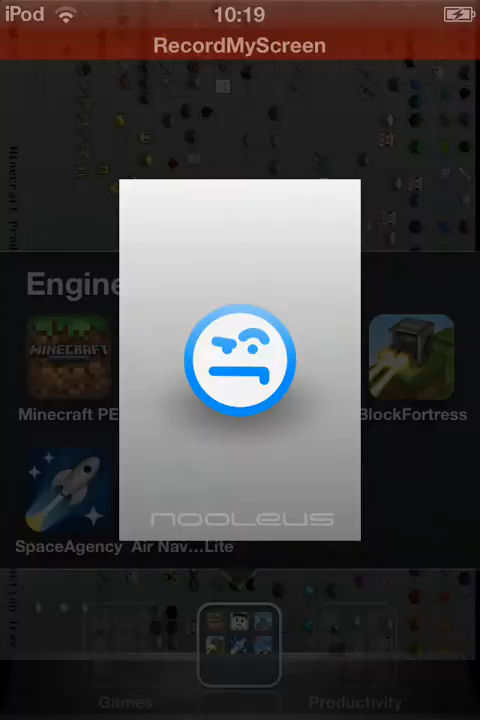 iPod 10:19
RecordMyScreen
Engine
MINECRAFT
Minecraft PE
BlockFortress
NOOLEUS
SpaceAgency Air Nav...Lite
Games
Productivity